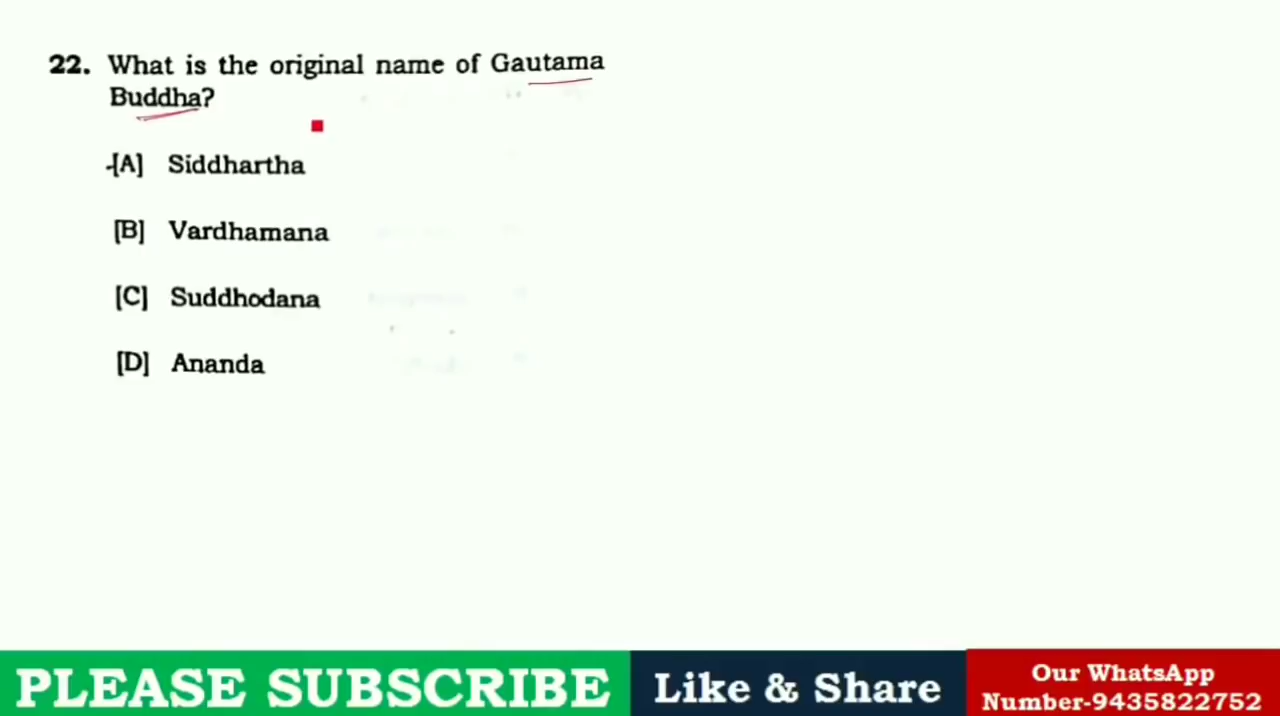 22. What is the original name of Gautama
Buddha?
[A] Siddhartha
[B] Vardhamana
[C] Suddhodana
[D] Ananda
PLEASE SUBSCRIBE
Like & Share
Our WhatsApp
Number-9435822752